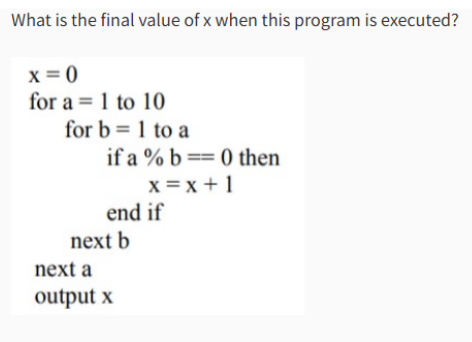 What is the final value of x when this program is executed?
x = 0
for a = 1 to 10
for b = 1 to a
if a % b == 0 then
x = x + 1
end if
next b
next a
output x